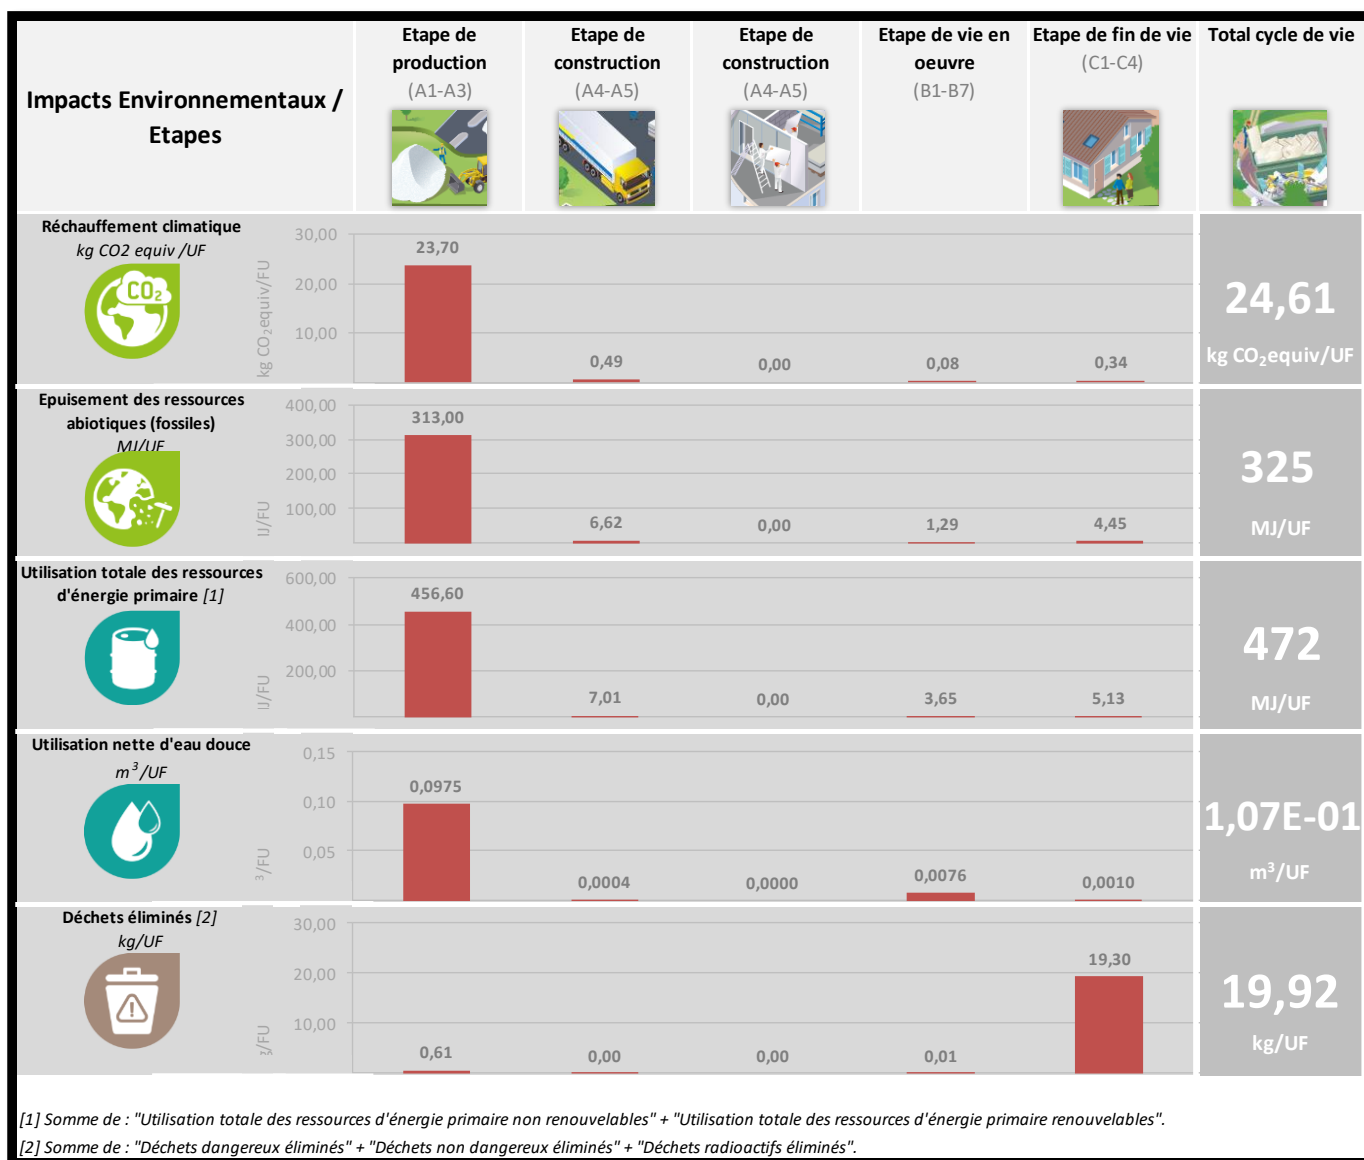 Impacts Environnementaux /
Etapes
Etape de
production
(A1-A3)
Etape de
construction
(A4-A5)
Etape de
construction
(A4-A5)
Etape de vie en
oeuvre
(B1-B7)
Etape de fin de vie
(C1-C4)
Total cycle de vie
Réchauffement climatique
kg CO2 equiv /UF
CO2
kg CO2equiv/FU
30,00
20,00
10,00
23,70
0,49
0,00
0,08
0,34
24,61
kg CO2equiv/UF
Epuisement des ressources
abiotiques (fossiles)
MJ/UF
/FU
400,00
300,00
200,00
100,00
313,00
6,62
0,00
1,29
4,45
325
MJ/UF
Utilisation totale des ressources
d'énergie primaire [1]
/FU
600,00
400,00
200,00
456,60
7,01
0,00
3,65
5,13
472
MJ/UF
Utilisation nette d'eau douce
m³/UF
³/FU
0,15
0,10
0,05
0,0975
0,0004
0,0000
0,0076
0,0010
1,07E-01
m³/UF
Déchets éliminés [2]
kg/UF
/FU
30,00
20,00
10,00
0,61
0,00
0,00
0,01
19,30
19,92
kg/UF
[1] Somme de : "Utilisation totale des ressources d'énergie primaire non renouvelables" + "Utilisation totale des ressources d'énergie primaire renouvelables".
[2] Somme de : "Déchets dangereux éliminés" + "Déchets non dangereux éliminés" + "Déchets radioactifs éliminés".